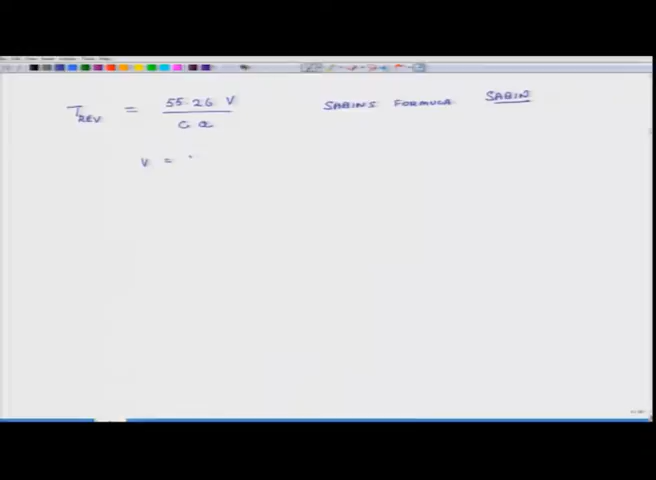 T_REV = 55.26 V / C a SABINS FORMULA SABIN
V =